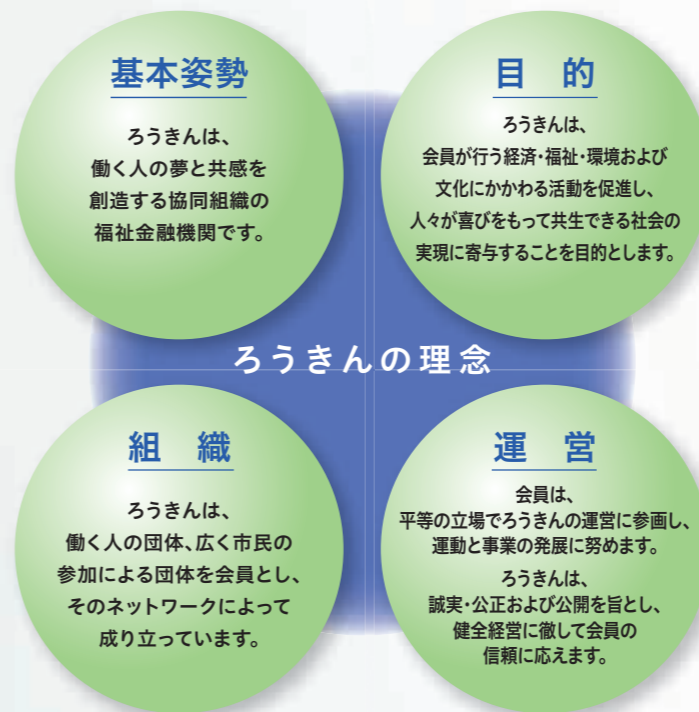 基本姿勢
ろうきんは、
働く人の夢と共感を
創造する協同組織の
福祉金融機関です。
目 的
ろうきんは、
会員が行う経済・福祉・環境および
文化にかかわる活動を促進し、
人々が喜びをもって共生できる社会の
実現に寄与することを目的とします。
ろうきんの理念
組 織
ろうきんは、
働く人の団体、広く市民の
参加による団体を会員とし、
そのネットワークによって
成り立っています。
運 営
会員は、
平等の立場でろうきんの運営に参画し、
運動と事業の発展に努めます。
ろうきんは、
誠実・公正および公開を旨とし、
健全経営に徹して会員の
信頼に応えます。